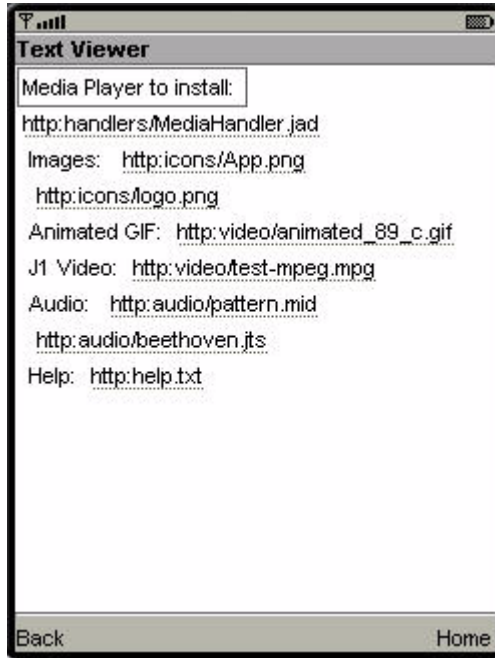 Text Viewer
Media Player to install:
http:handlers/MediaHandler.jad
Images: http:icons/App.png
http:icons/logo.png
Animated GIF: http:video/animated_89_c.gif
J1 Video: http:video/test-mpeg.mpg
Audio: http:audio/pattern.mid
http:audio/beethoven.jts
Help: http:help.txt
Back Home